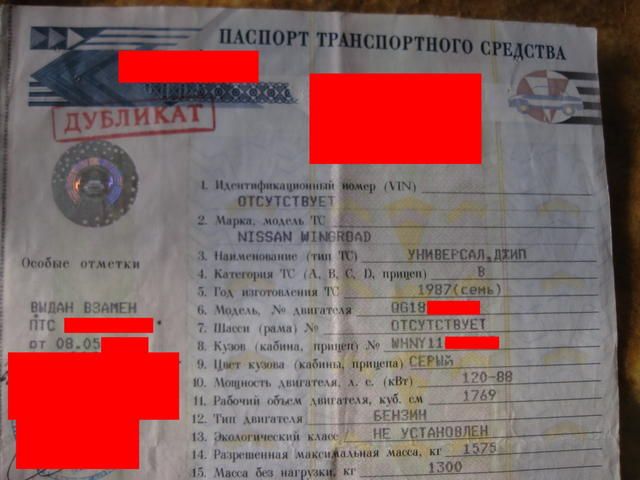 ПАСПОРТ ТРАНСПОРТНОГО СРЕДСТВА
ДУБЛИКАТ
1. Идентификационный номер (VIN)
ОТСУТСТВУЕТ
2. Марка, модель ТС
NISSAN WINGROAD
3. Наименование (тип ТС) УНИВЕРСАЛ,ДЖИП
4. Категория ТС (A, B, C, D, прицеп) B
5. Год изготовления ТС 1987(семь)
6. Модель, № двигателя QG18
7. Шасси (рама) № ОТСУТСТВУЕТ
8. Кузов (кабина, прицеп) № WHNY11
9. Цвет кузова (кабины, прицепа) СЕРЫЙ
10. Мощность двигателя, л. с. (кВт) 120-88
11. Рабочий объем двигателя, куб. см 1769
12. Тип двигателя БЕНЗИН
13. Экологический класс НЕ УСТАНОВЛЕН
14. Разрешенная максимальная масса, кг 1575
15. Масса без нагрузки, кг 1300
Особые отметки
ВЫДАН ВЗАМЕН
ПТС
от 08.05